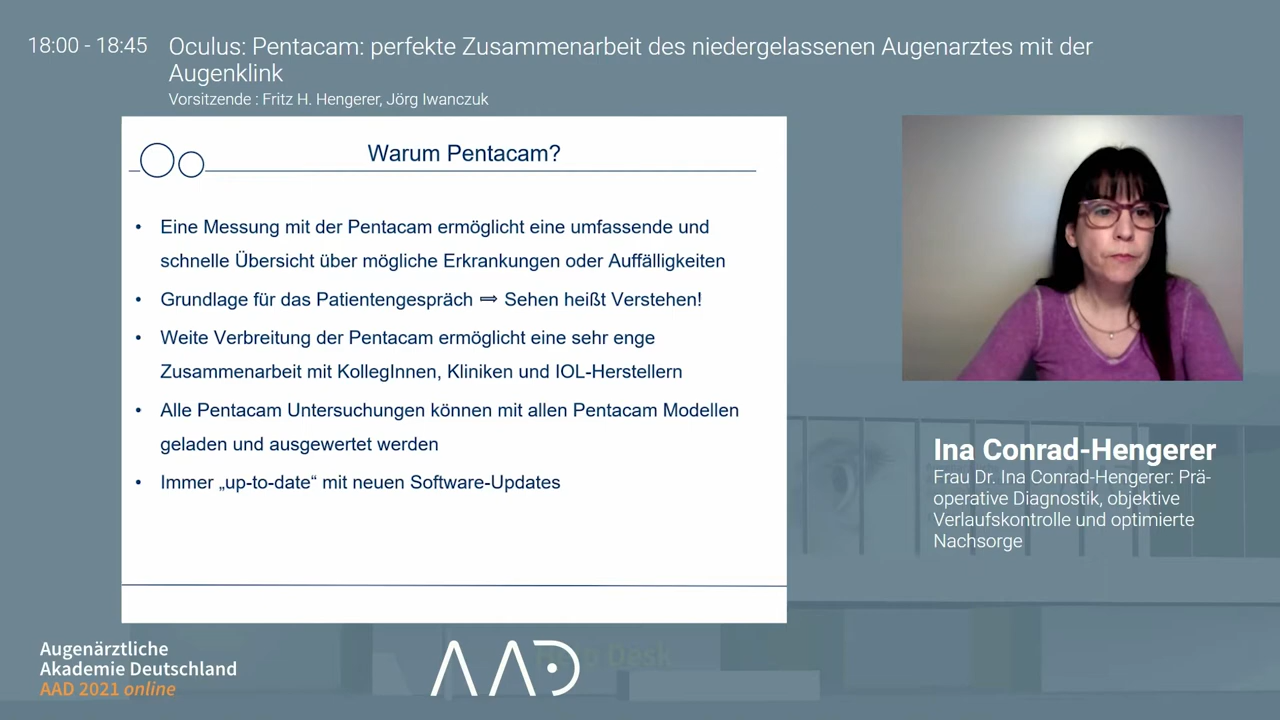 18:00 - 18:45
Oculus: Pentacam: perfekte Zusammenarbeit des niedergelassenen Augenarztes mit der
Augenklink
Vorsitzende : Fritz H. Hengerer, Jörg Iwanczuk
Warum Pentacam?
• Eine Messung mit der Pentacam ermöglicht eine umfassende und
schnelle Übersicht über mögliche Erkrankungen oder Auffälligkeiten
• Grundlage für das Patientengespräch ⟹ Sehen heißt Verstehen!
• Weite Verbreitung der Pentacam ermöglicht eine sehr enge
Zusammenarbeit mit KollegInnen, Kliniken und IOL-Herstellern
• Alle Pentacam Untersuchungen können mit allen Pentacam Modellen
geladen und ausgewertet werden
• Immer „up-to-date“ mit neuen Software-Updates
Ina Conrad-Hengerer
Frau Dr. Ina Conrad-Hengerer: Prä-
operative Diagnostik, objektive
Verlaufskontrolle und optimierte
Nachsorge
Augenärztliche
Akademie Deutschland
AAD 2021 online
AAD
Help Desk